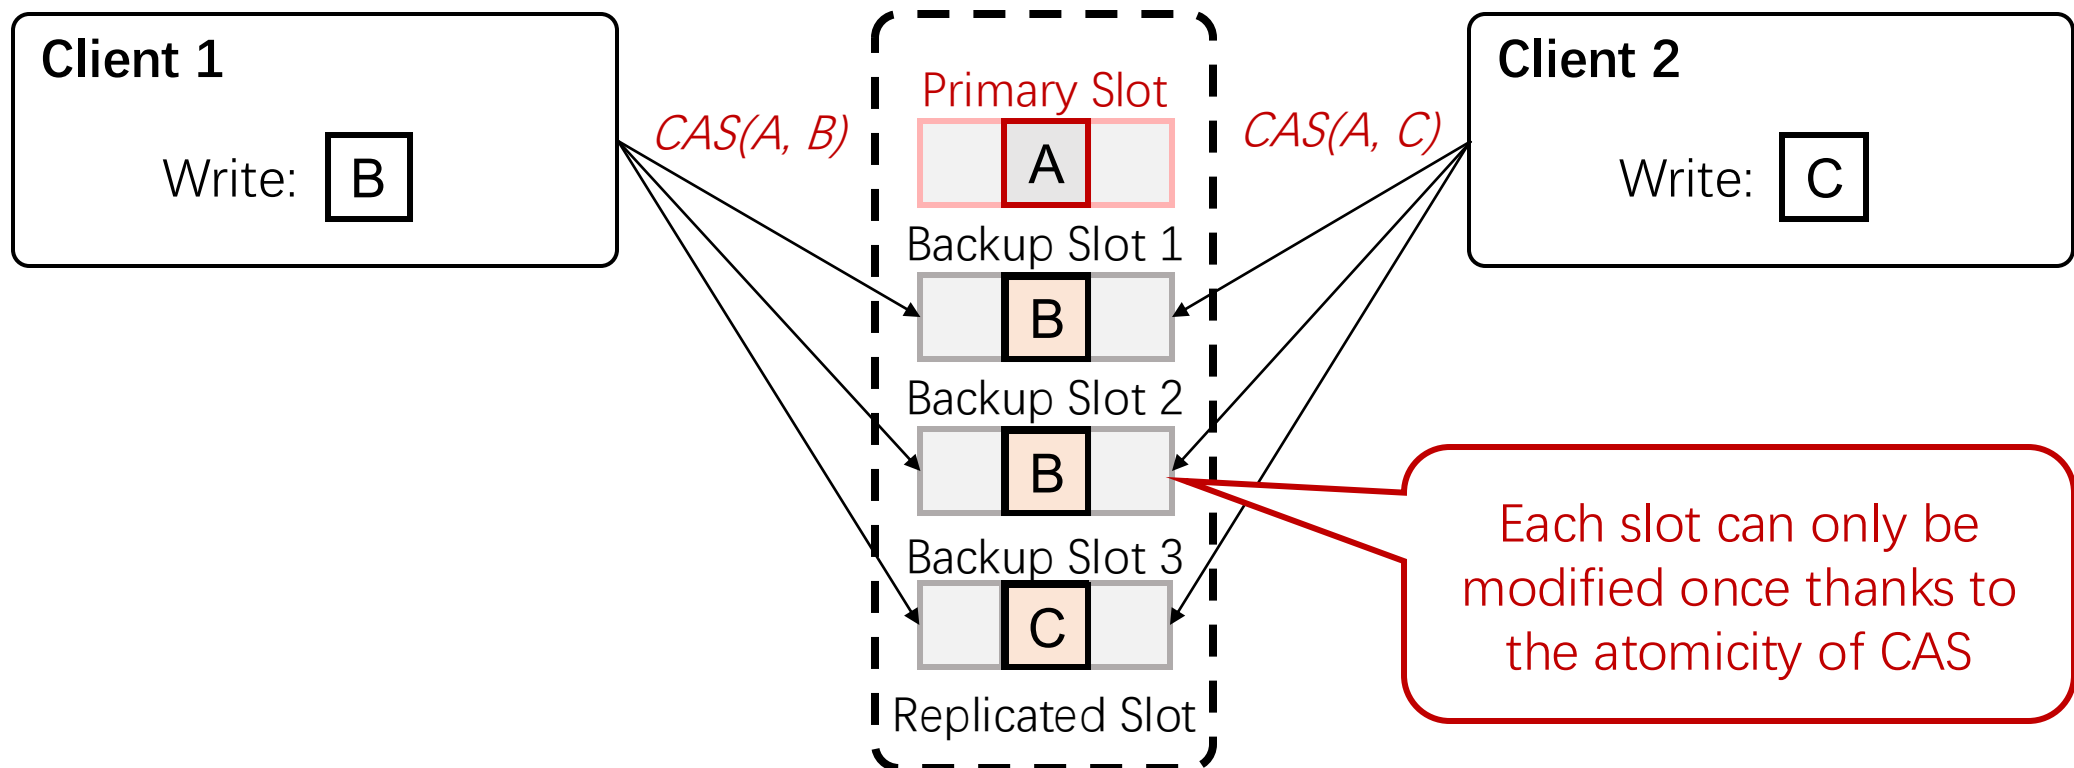 Client 1
Write: B
CAS(A, B)
Primary Slot
A
Backup Slot 1
B
Backup Slot 2
B
Backup Slot 3
C
Replicated Slot
CAS(A, C)
Client 2
Write: C
Each slot can only be
modified once thanks to
the atomicity of CAS